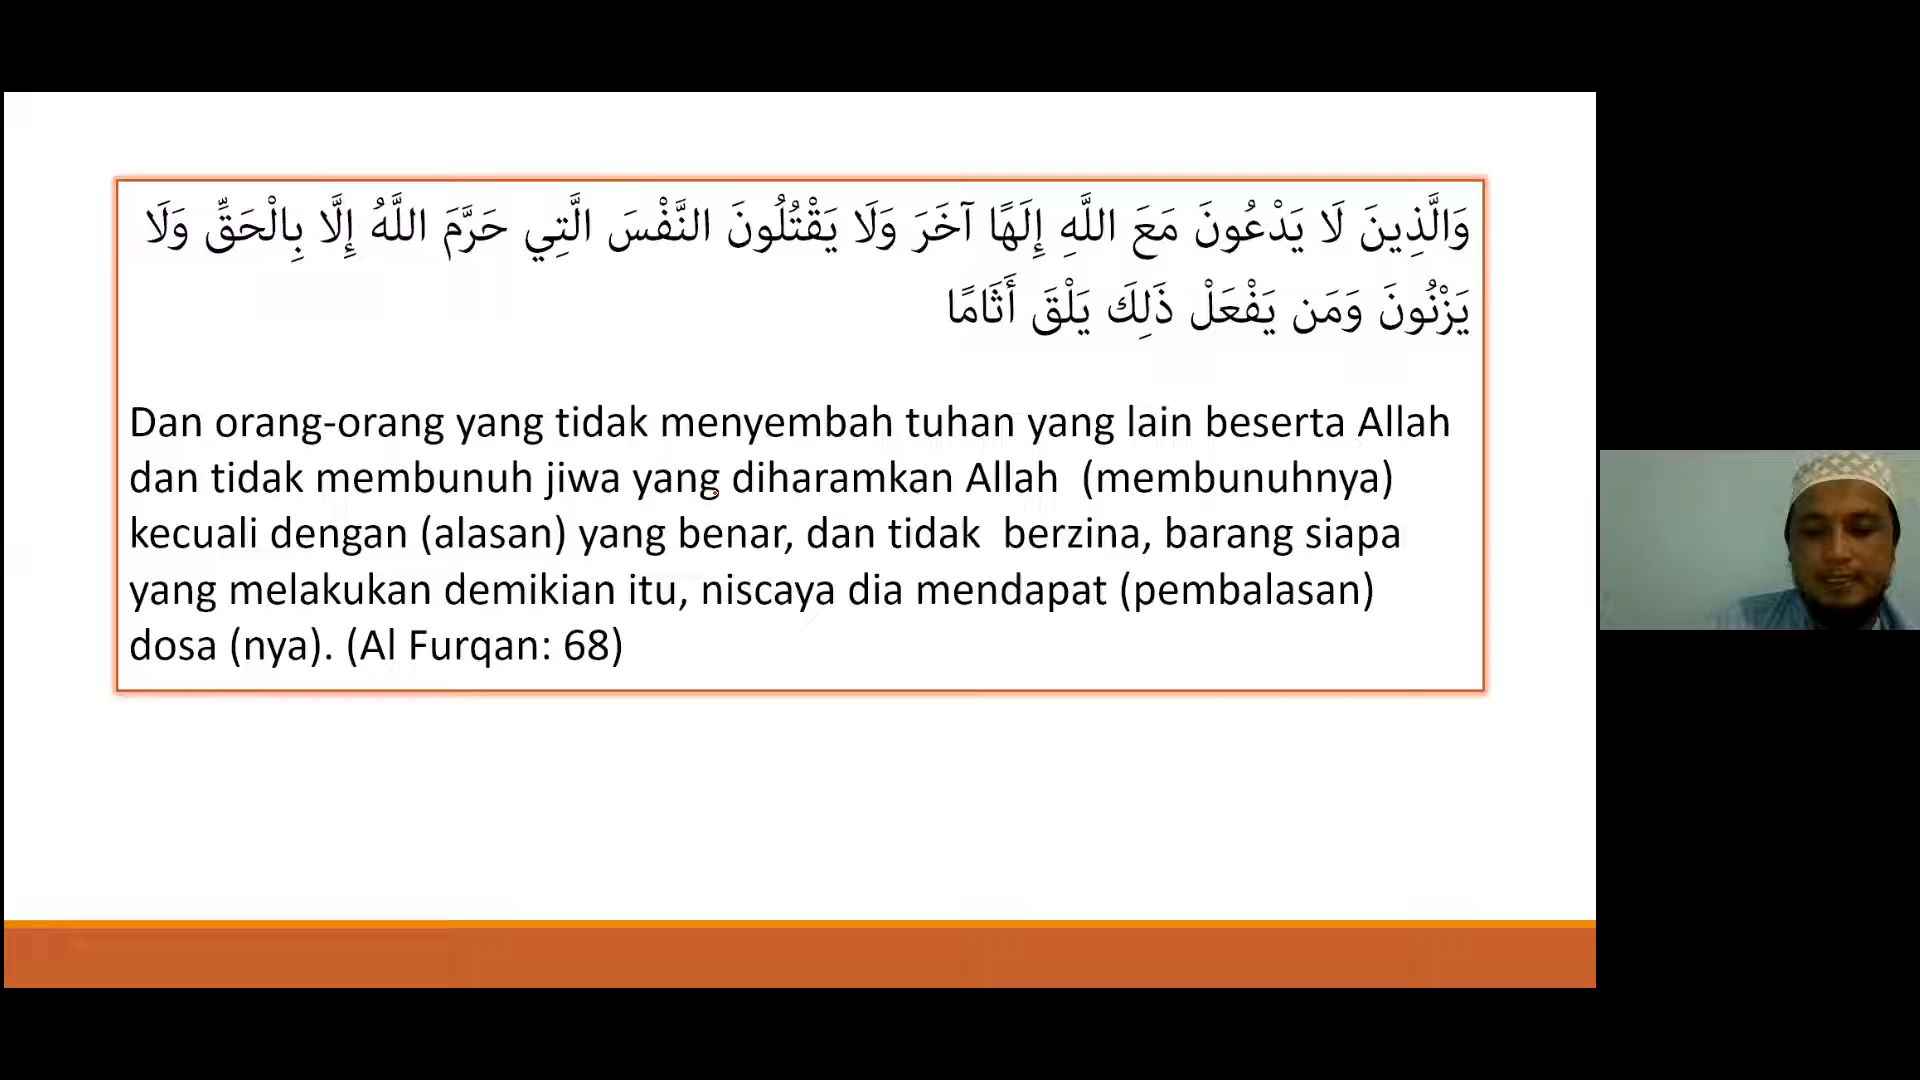 وَالَّذِينَ لَا يَدْعُونَ مَعَ اللَّهِ إِلَهًا آخَرَ وَلَا يَقْتُلُونَ النَّفْسَ الَّتِي حَرَّمَ اللَّهُ إِلَّا بِالْحَقِّ وَلَا
يَزْنُونَ وَمَن يَفْعَلْ ذَلِكَ يَلْقَ أَثَامًا
Dan orang-orang yang tidak menyembah tuhan yang lain beserta Allah
dan tidak membunuh jiwa yang diharamkan Allah  (membunuhnya)
kecuali dengan (alasan) yang benar, dan tidak  berzina, barang siapa
yang melakukan demikian itu, niscaya dia mendapat (pembalasan)
dosa (nya). (Al Furqan: 68)